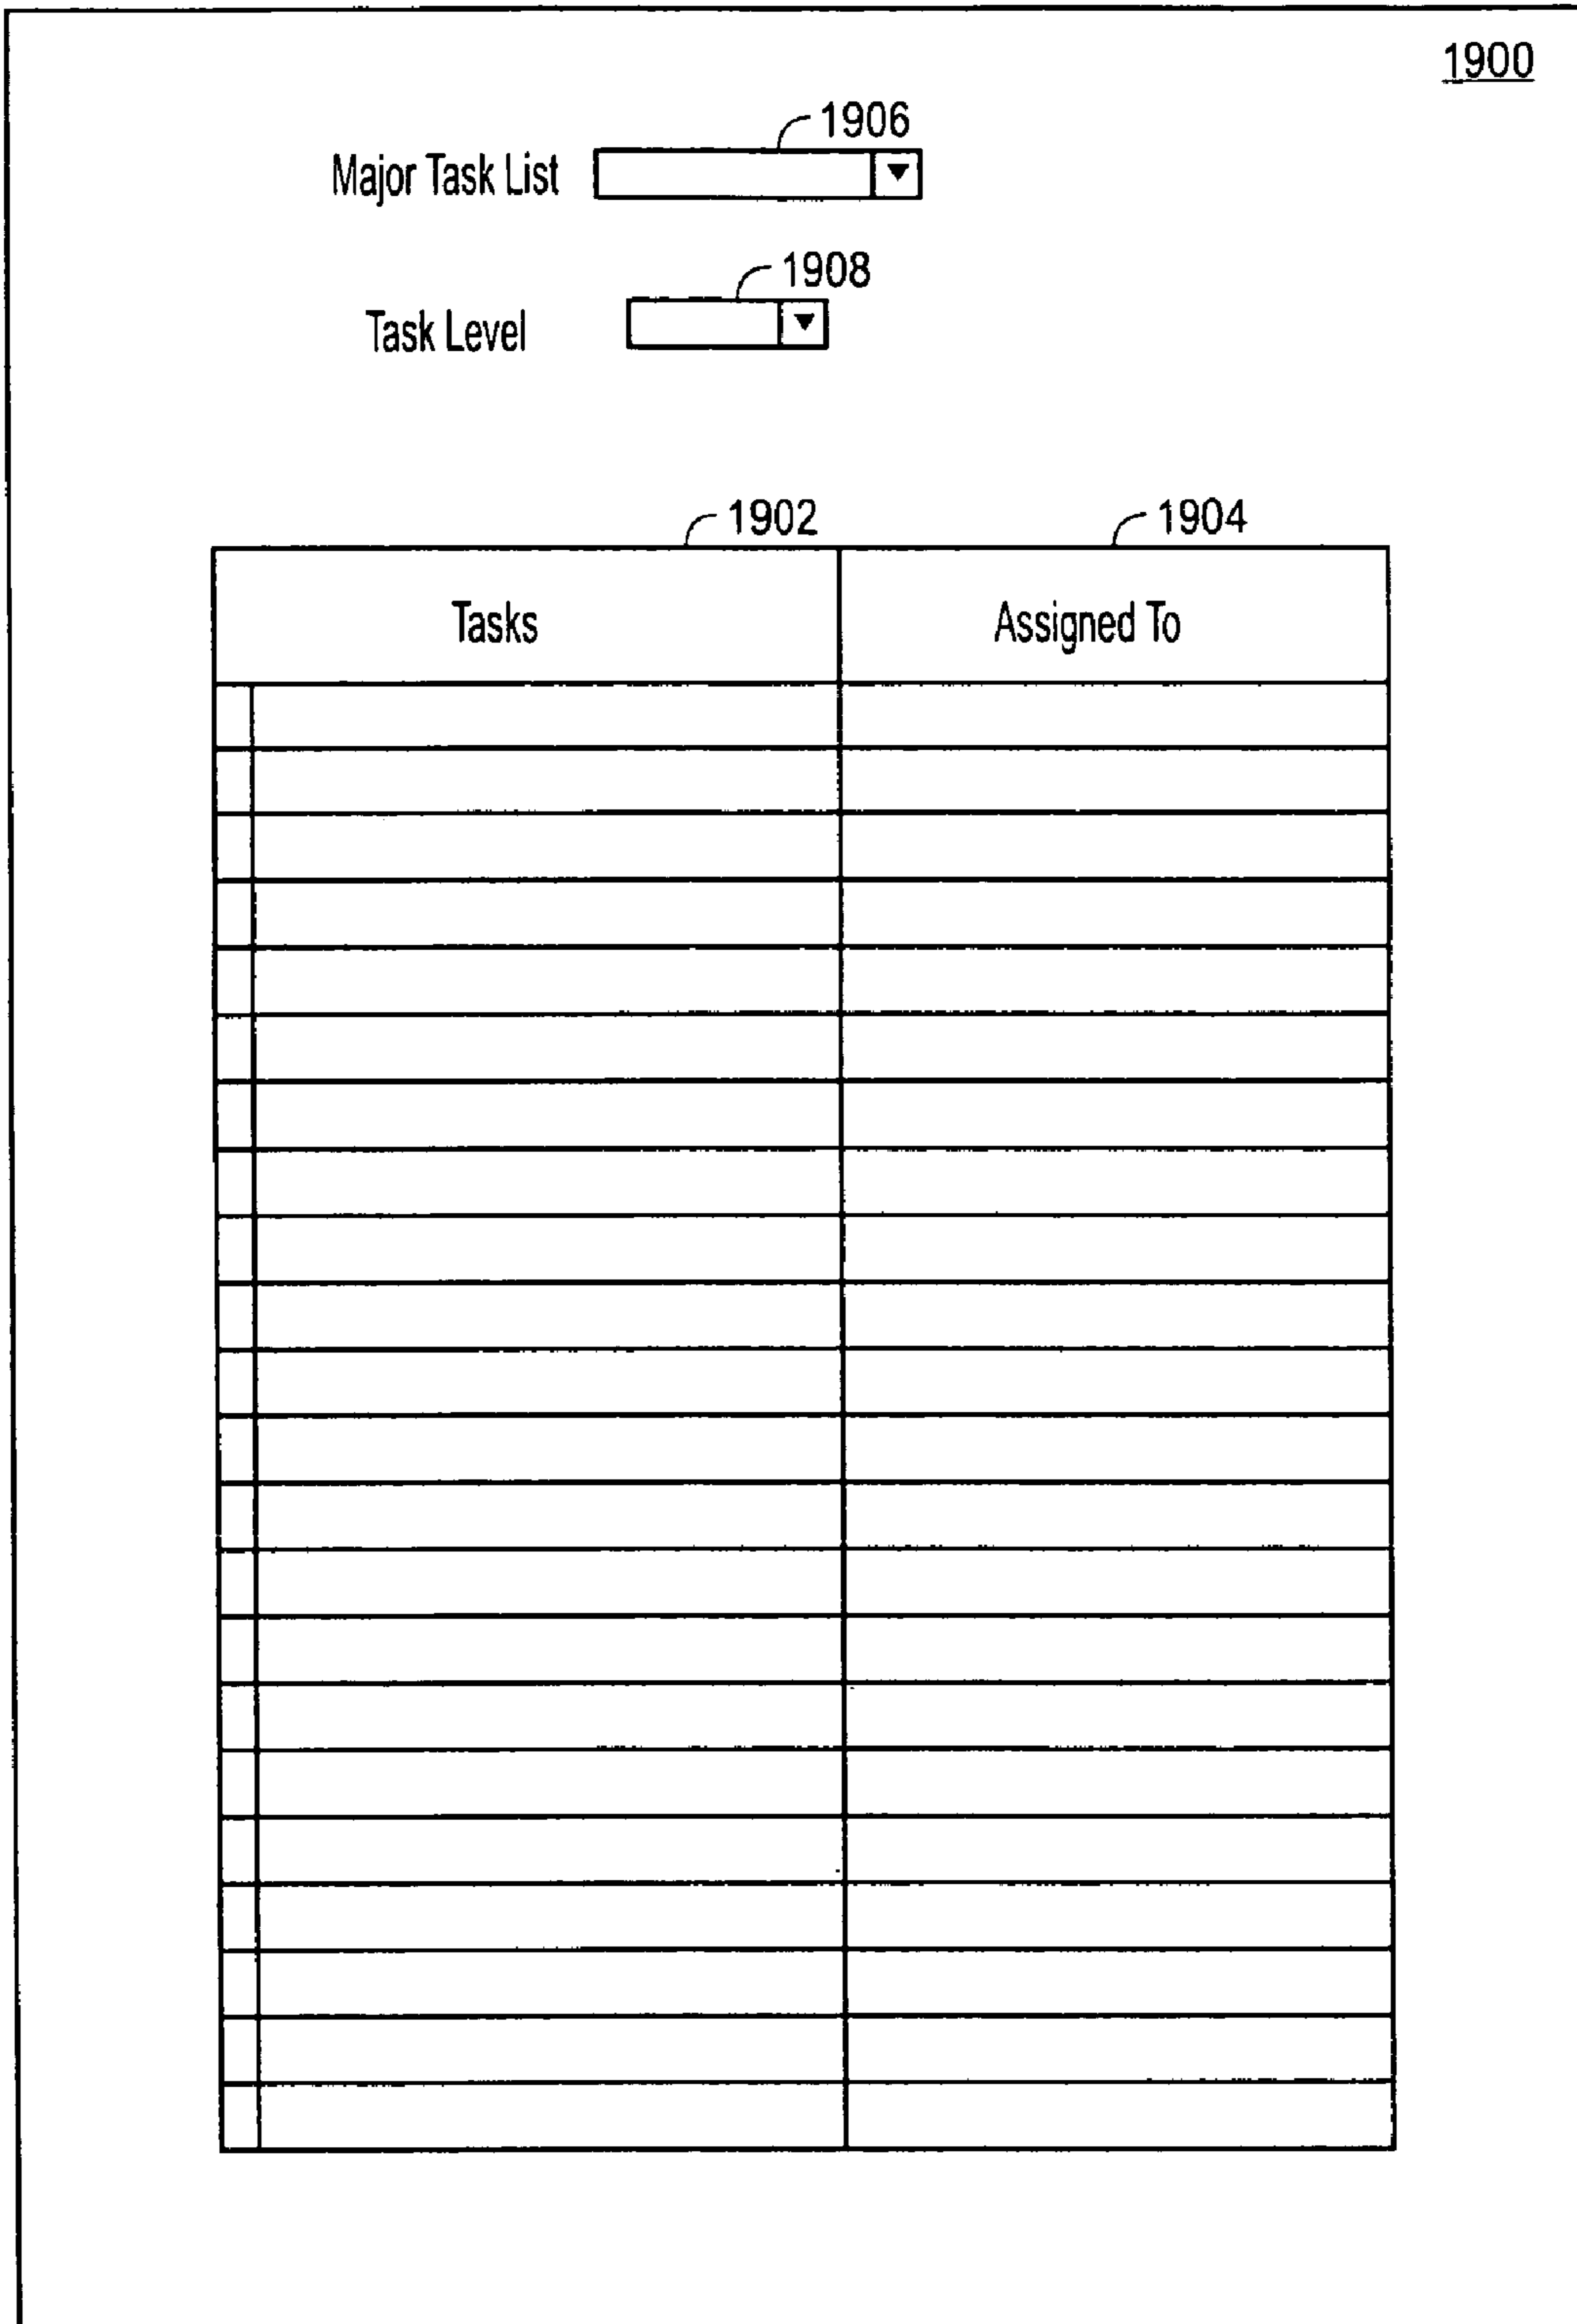 1900
1906
Major Task List
1908
Task Level
1902 1904
Tasks Assigned To